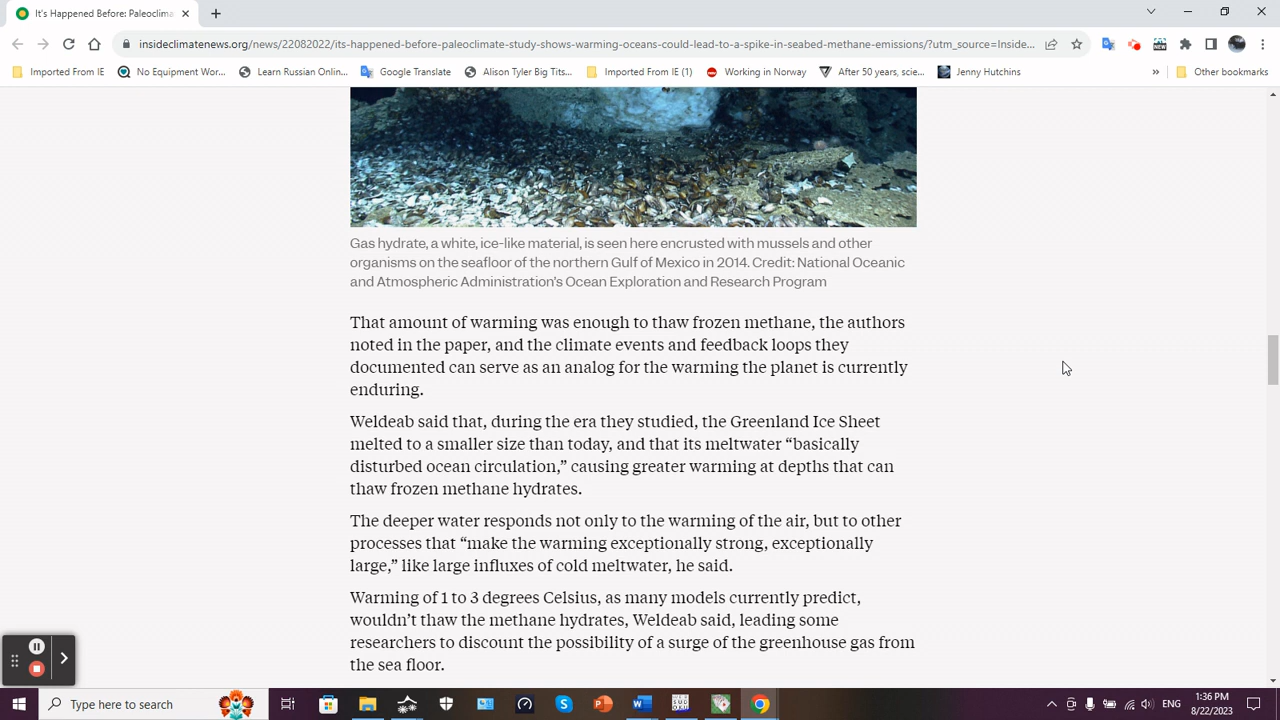 It's Happened Before: Paleoclima
insideclimatenews.org/news/22082022/its-happened-before-paleoclimate-study-shows-warming-oceans-could-lead-to-a-spike-in-seabed-methane-emissions/?utm_source=Inside...
Imported From IE
No Equipment Wor...
Learn Russian Onlin...
Google Translate
Alison Tyler Big Tits...
Imported From IE (1)
Working in Norway
After 50 years, scie...
Jenny Hutchins
»
Other bookmarks
Gas hydrate, a white, ice-like material, is seen here encrusted with mussels and other
organisms on the seafloor of the northern Gulf of Mexico in 2014. Credit: National Oceanic
and Atmospheric Administration's Ocean Exploration and Research Program
That amount of warming was enough to thaw frozen methane, the authors
noted in the paper, and the climate events and feedback loops they
documented can serve as an analog for the warming the planet is currently
enduring.
Weldeab said that, during the era they studied, the Greenland Ice Sheet
melted to a smaller size than today, and that its meltwater “basically
disturbed ocean circulation,” causing greater warming at depths that can
thaw frozen methane hydrates.
The deeper water responds not only to the warming of the air, but to other
processes that “make the warming exceptionally strong, exceptionally
large,” like large influxes of cold meltwater, he said.
Warming of 1 to 3 degrees Celsius, as many models currently predict,
wouldn’t thaw the methane hydrates, Weldeab said, leading some
researchers to discount the possibility of a surge of the greenhouse gas from
the sea floor.
Type here to search
ENG
1:36 PM
8/22/2023